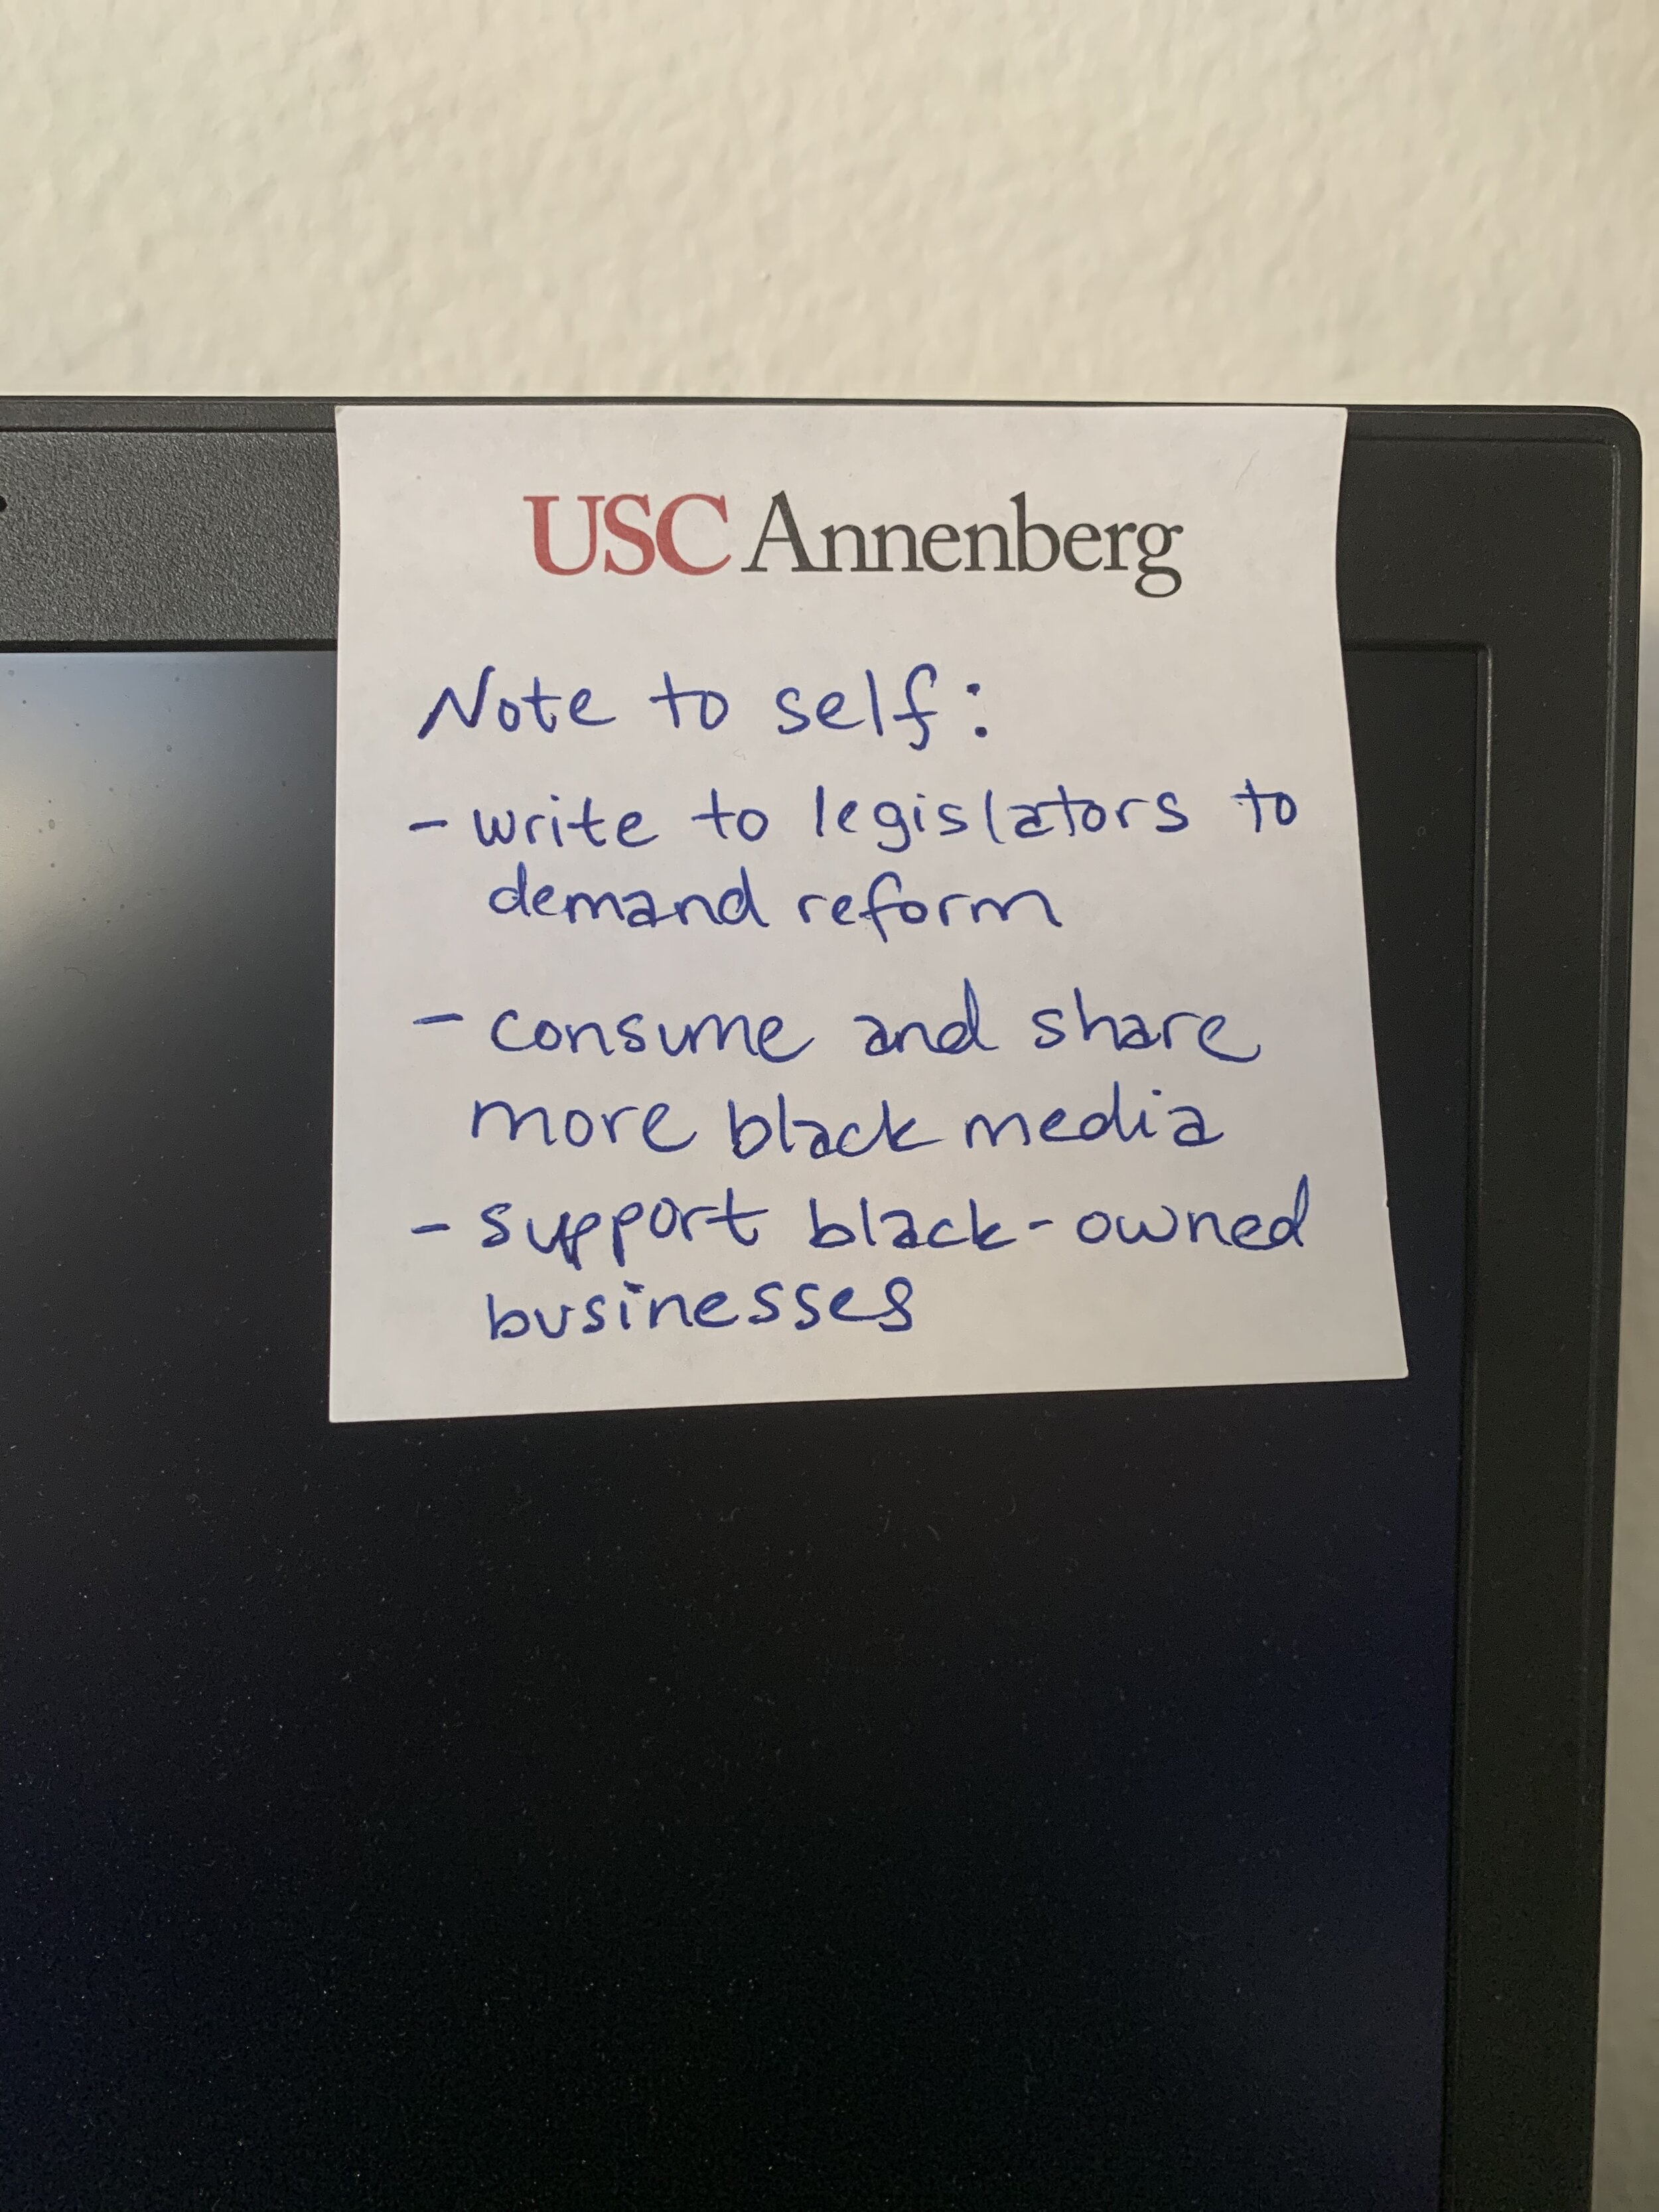 USC Annenberg
Note to self:
- write to legislators to
demand reform
- consume and share
more black media
- support black-owned
businesses